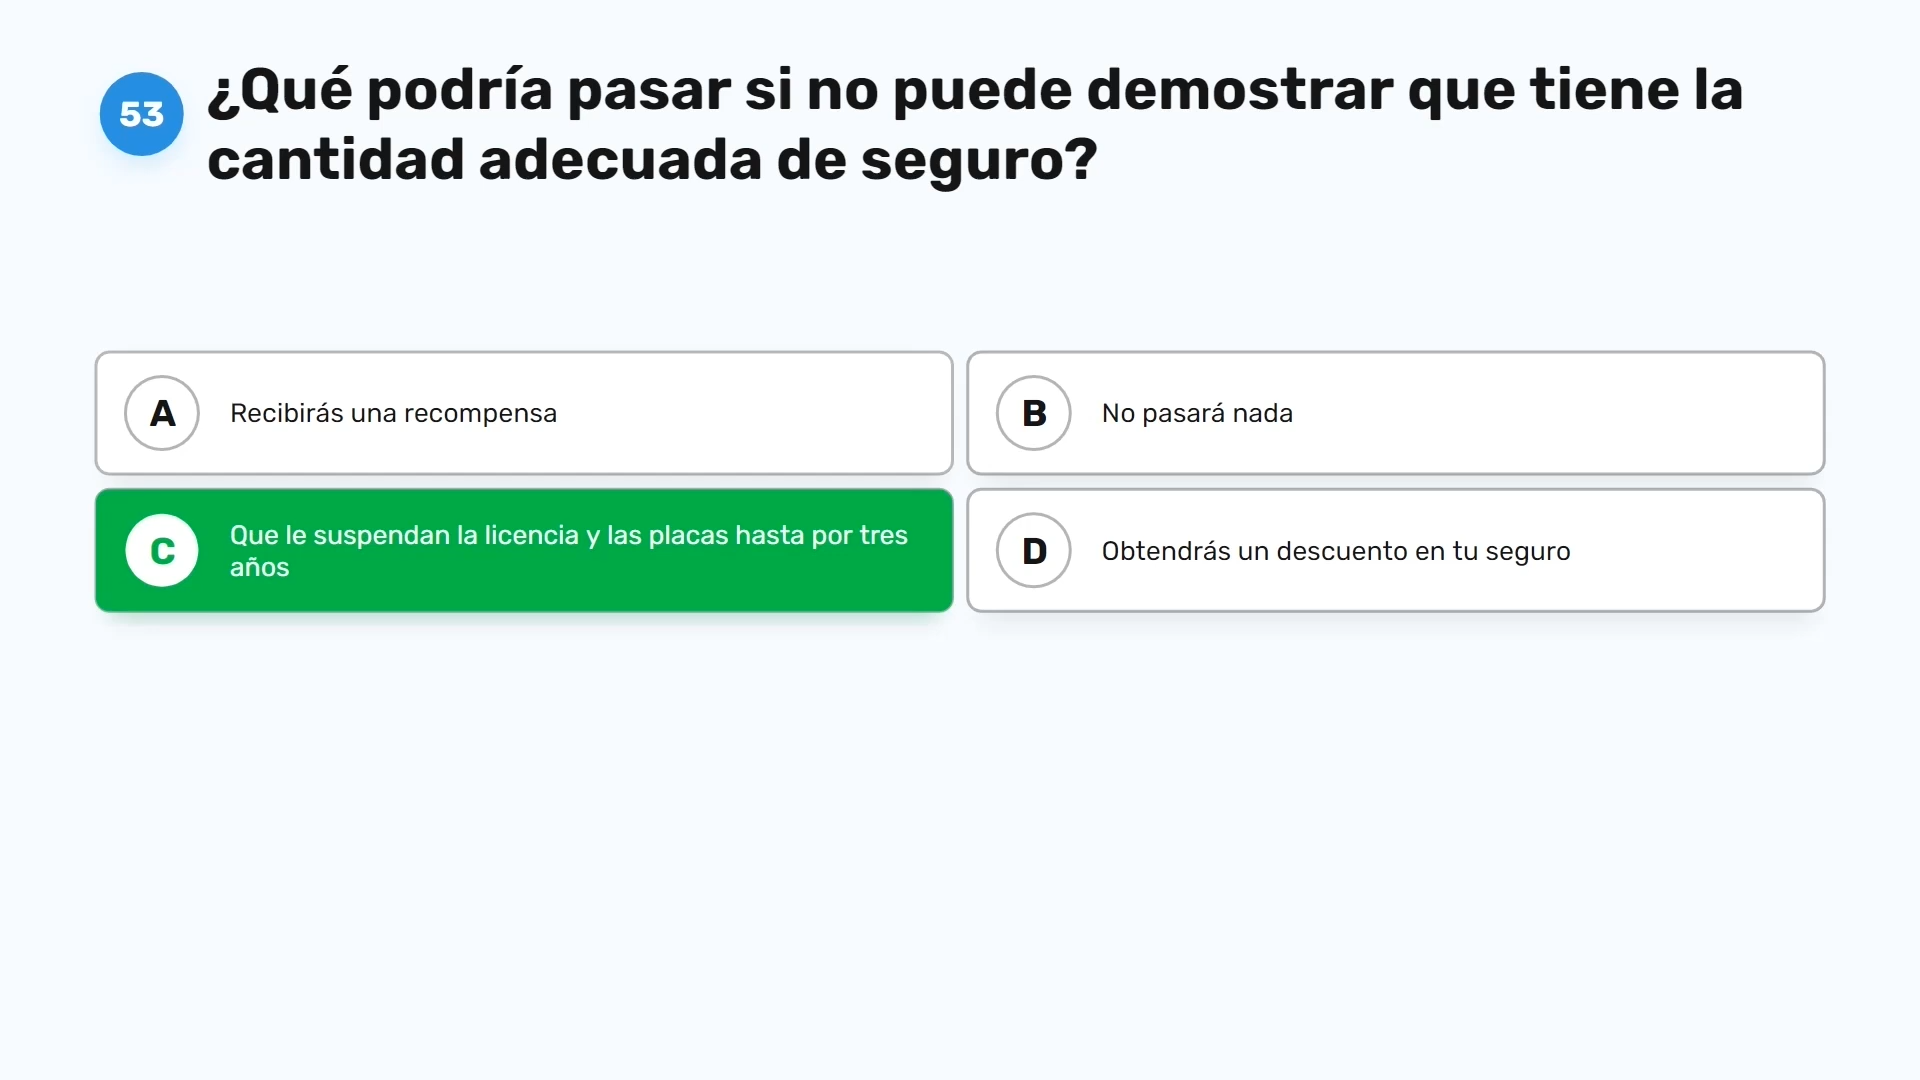 53
¿Qué podría pasar si no puede demostrar que tiene la
cantidad adecuada de seguro?
A Recibirás una recompensa
B No pasará nada
C Que le suspendan la licencia y las placas hasta por tres
años
D Obtendrás un descuento en tu seguro